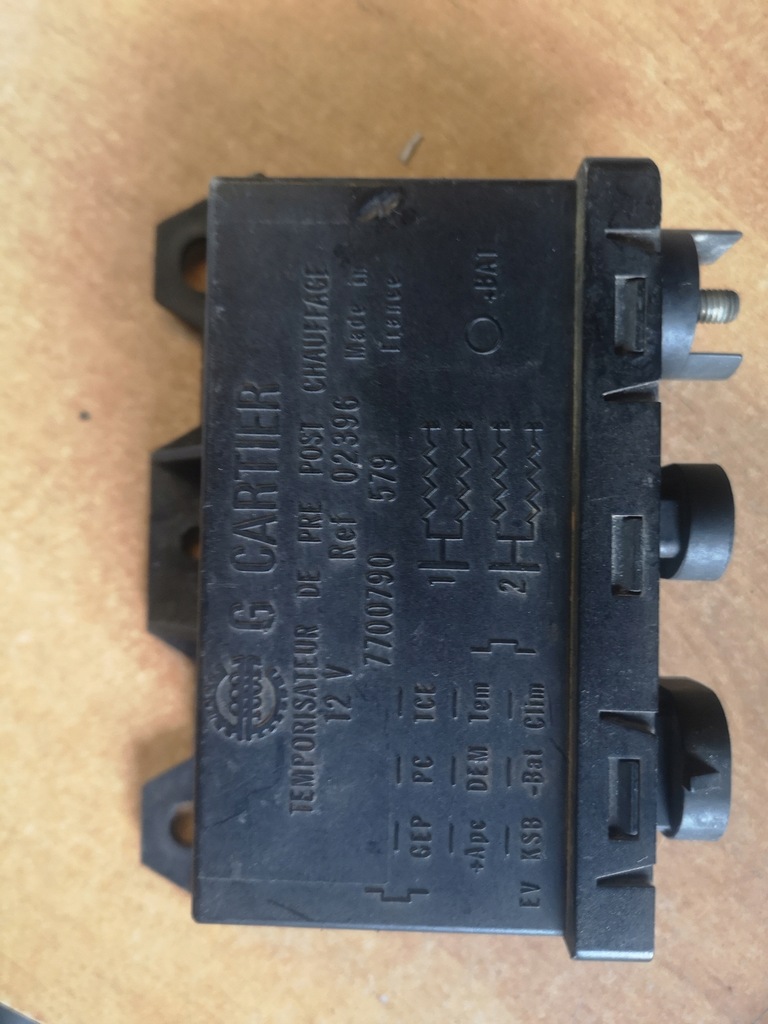 G CARTIER
TEMPORISATEUR DE PRE POST CHAUFFAGE
12 V Ref 02396 Made in
7700790 579 France
+BAT
1
2
GEP PC TCE
+Apc DEM Tem
EV KSB -Bat Clim